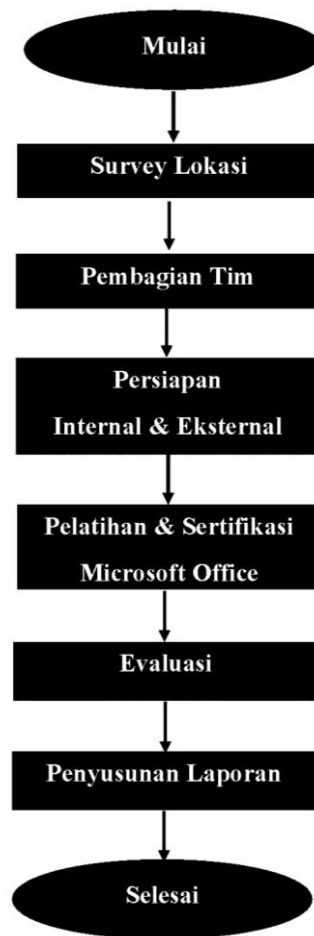 Mulai
Survey Lokasi
Pembagian Tim
Persiapan
Internal & Eksternal
Pelatihan & Sertifikasi
Microsoft Office
Evaluasi
Penyusunan Laporan
Selesai